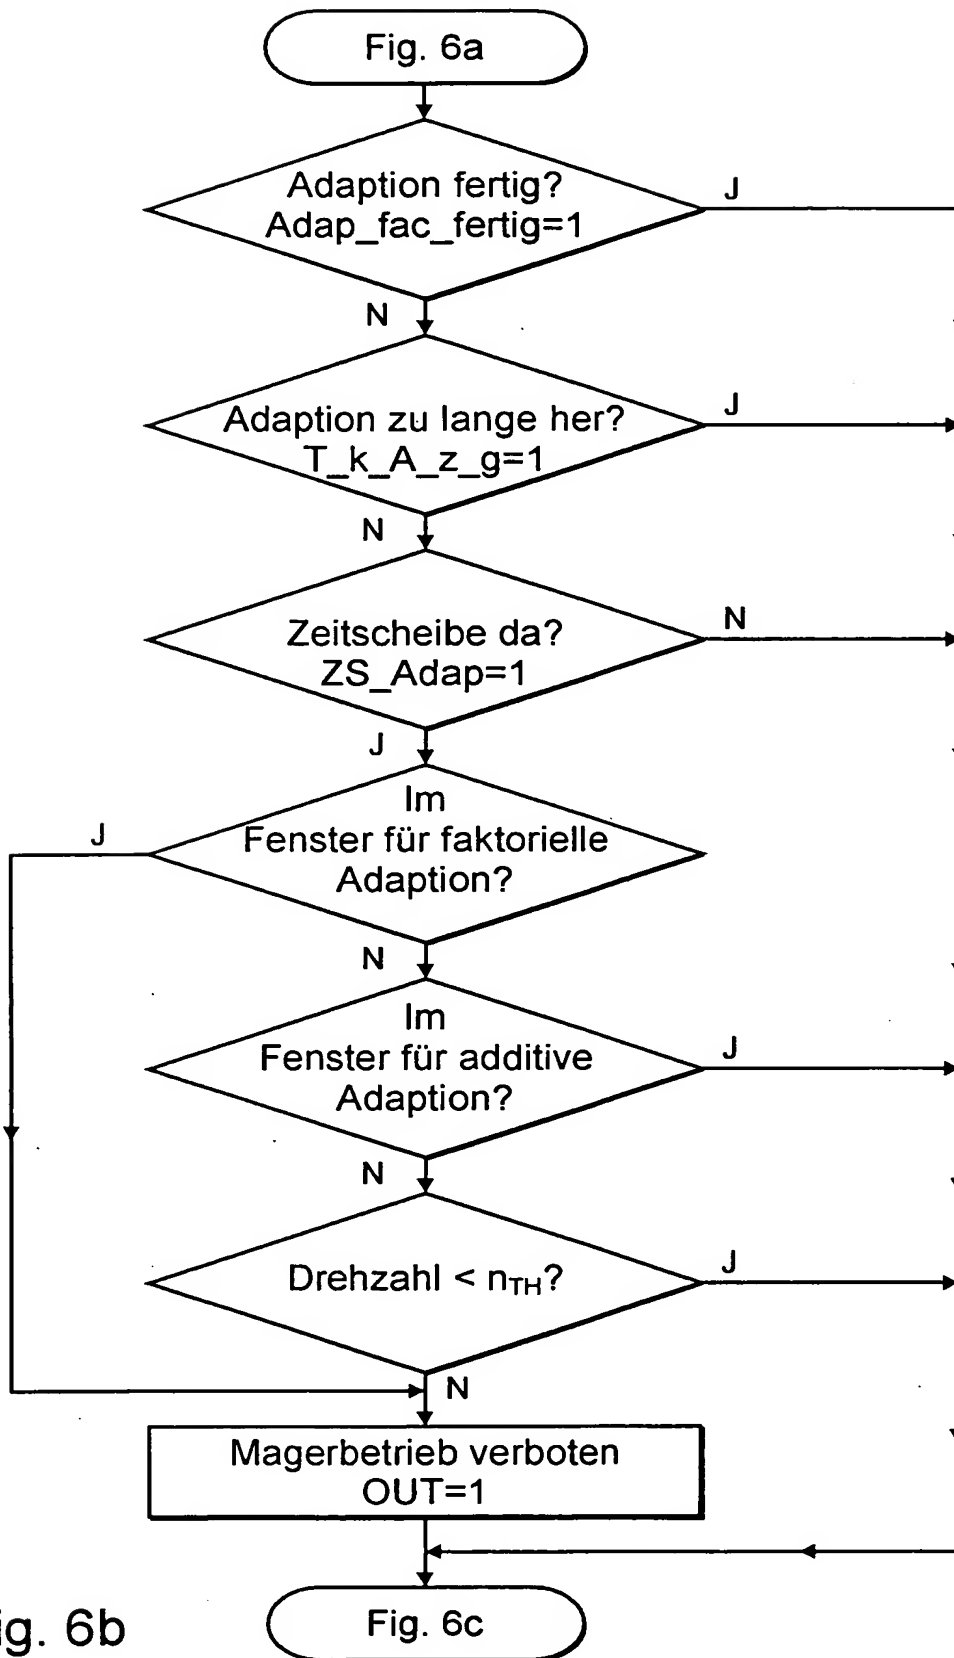 Fig. 6a
Adaption fertig?
Adap_fac_fertig=1
J
N
Adaption zu lange her?
T_k_A_z_g=1
J
N
Zeitscheibe da?
ZS_Adap=1
N
J
Im
Fenster für faktorielle
Adaption?
J
N
Im
Fenster für additive
Adaption?
J
N
Drehzahl < nTH?
J
N
Magerbetrieb verboten
OUT=1
Fig. 6c
ig. 6b